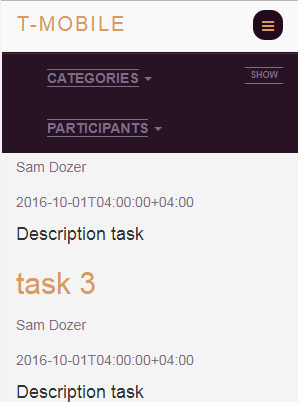 T-MOBILE
CATEGORIES
SHOW
PARTICIPANTS
Sam Dozer
2016-10-01T04:00:00+04:00
Description task
task 3
Sam Dozer
2016-10-01T04:00:00+04:00
Description task